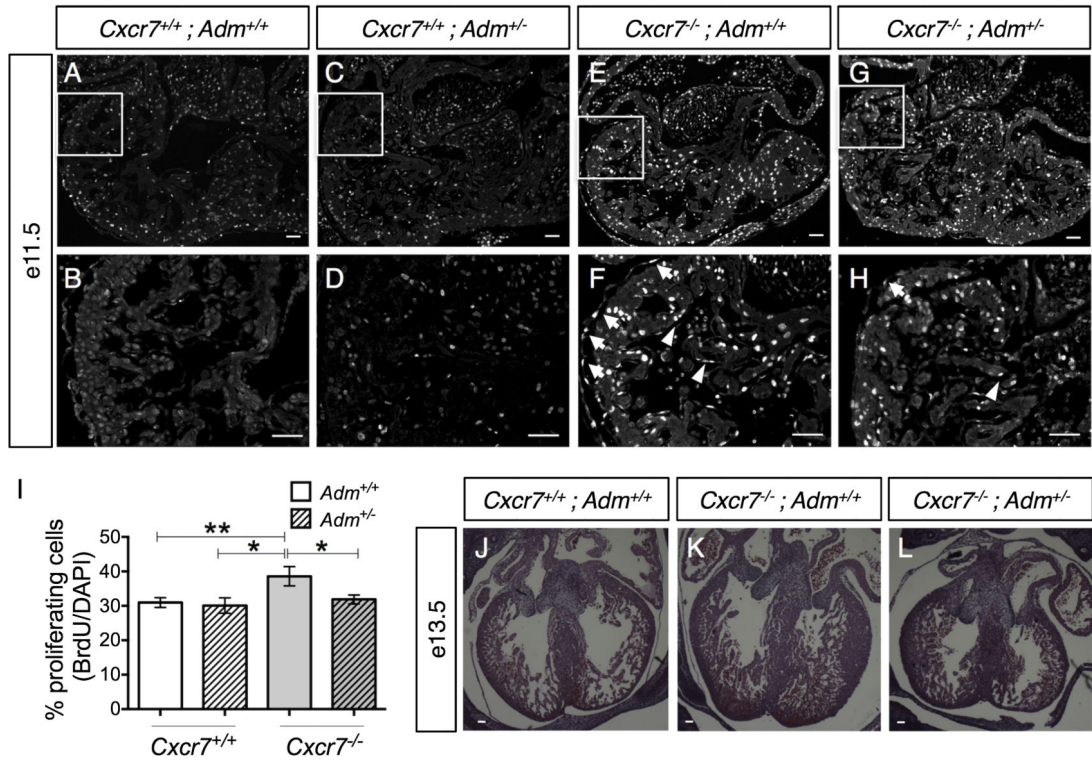 Cxcr7+/+ ; Adm+/+
Cxcr7+/+ ; Adm+/-
Cxcr7-/- ; Adm+/+
Cxcr7-/- ; Adm+/-
e11.5
A
C
E
G
B
D
F
H
I
Adm+/+
Adm+/-
% proliferating cells
(BrdU/DAPI)
50
40
30
20
10
0
**
*
*
Cxcr7+/+
Cxcr7-/-
Cxcr7+/+ ; Adm+/+
Cxcr7-/- ; Adm+/+
Cxcr7-/- ; Adm+/-
e13.5
J
K
L